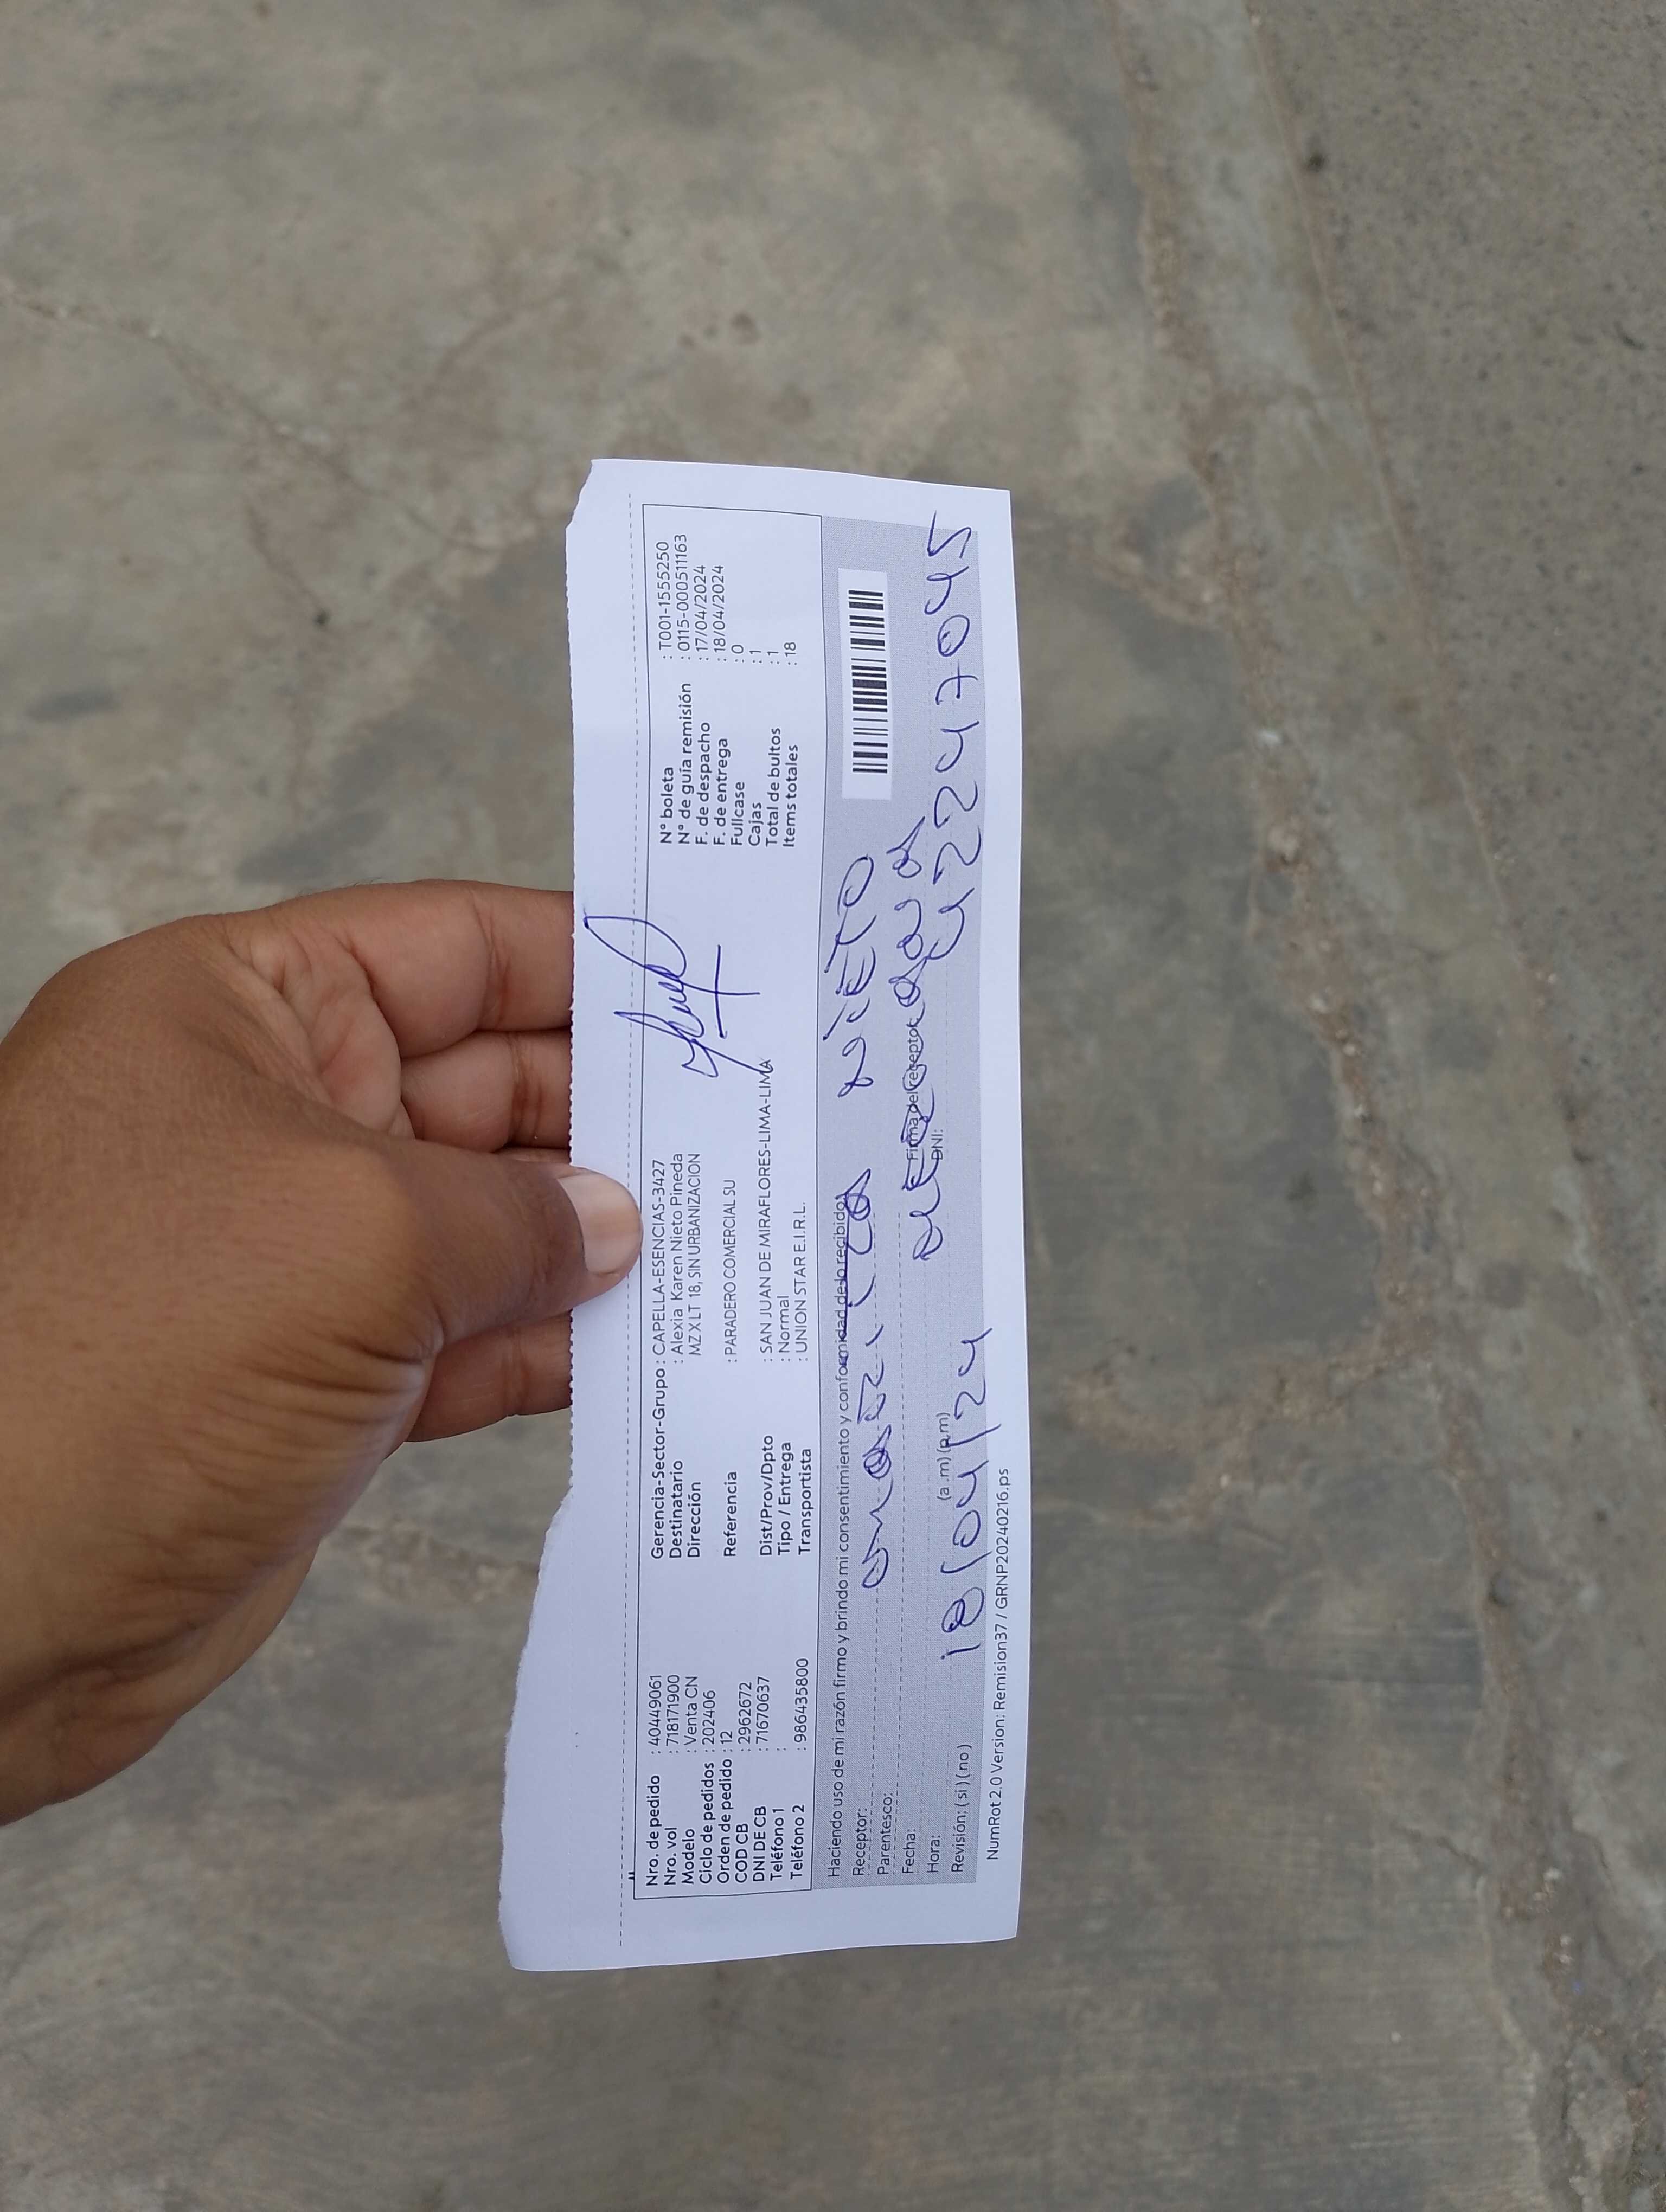 Nro. de pedido : 40449061
Nro. vol : 718171900
Modelo : Venta CN
Ciclo de pedidos : 202406
Orden de pedido : 12
COD CB : 2962672
DNI DE CB : 71670637
Teléfono 1 :
Teléfono 2 : 986435800
Gerencia-Sector-Grupo : CAPELLA-ESENCIAS-3427
Destinatario : Alexia Karen Nieto Pineda
Dirección MZ X LT 18, SIN URBANIZACION
Referencia : PARADERO COMERCIAL SU
Dist/Prov/Dpto : SAN JUAN DE MIRAFLORES-LIMA-LIMA
Tipo / Entrega : Normal
Transportista : UNION STAR E.I.R.L.
N° boleta : T001-1555250
N° de guía remisión : 0115-000511163
F. de despacho : 17/04/2024
F. de entrega : 18/04/2024
Fullcase : 0
Cajas : 1
Total de bultos : 1
Items totales : 18
Haciendo uso de mi razón firmo y brindo mi consentimiento y conformidad de lo recibido
Receptor: NIETO
Parentesco:
Fecha: Firma del receptor:
Hora: (a.m) (p.m) DNI: 42247045
18/04/24
Revisión: ( si ) ( no )
NumRot 2.0 Version: Remision37 / GRNP20240216.ps